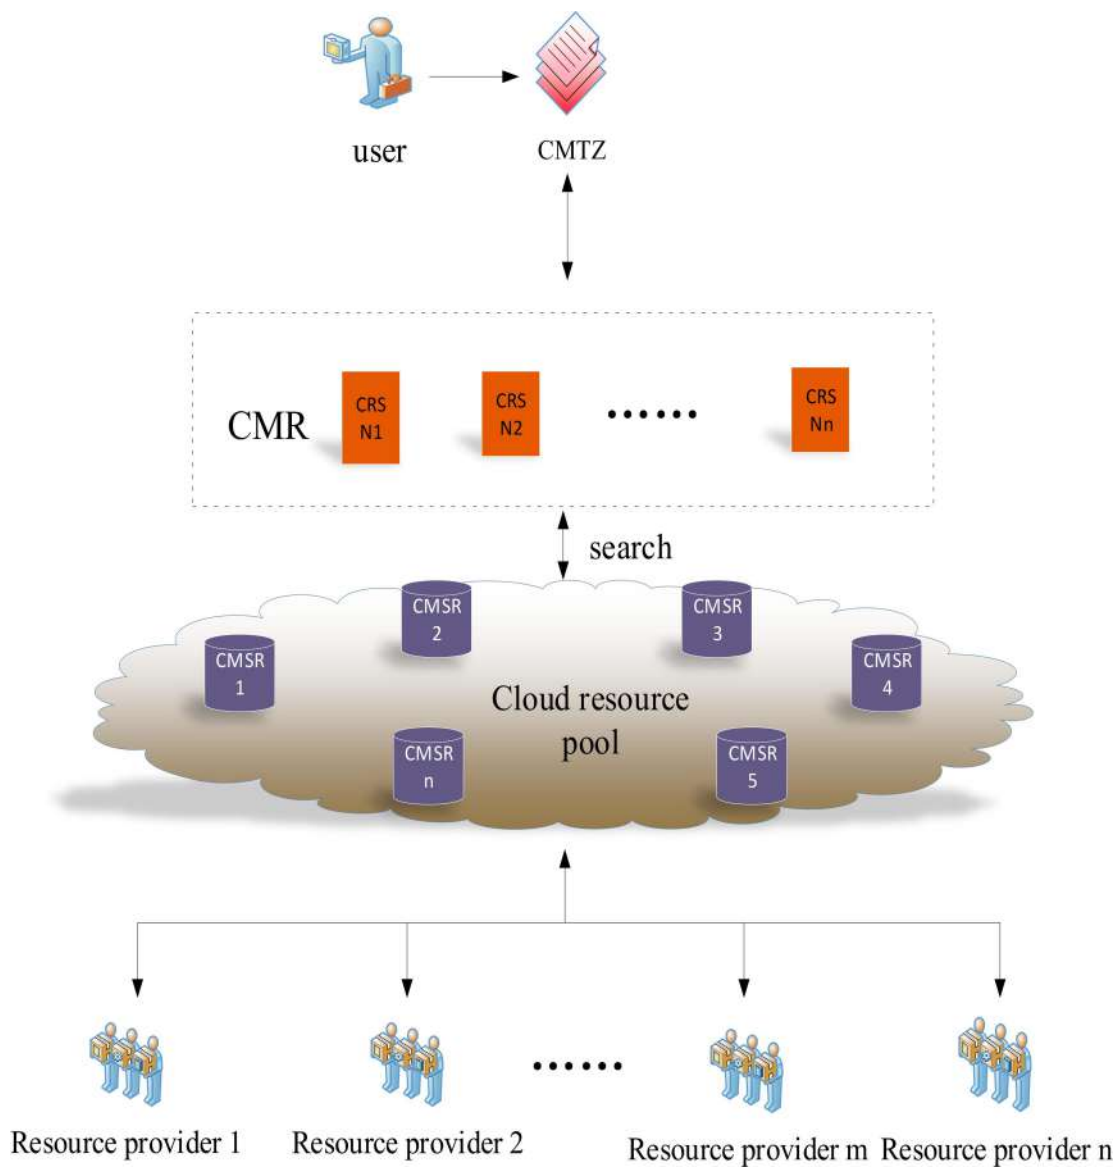 user
CMTZ
CMR
CRS
N1
CRS
N2
......
CRS
Nn
search
CMSR
1
CMSR
2
CMSR
3
CMSR
4
Cloud resource
pool
CMSR
n
CMSR
5
......
Resource provider 1
Resource provider 2
Resource provider m
Resource provider n